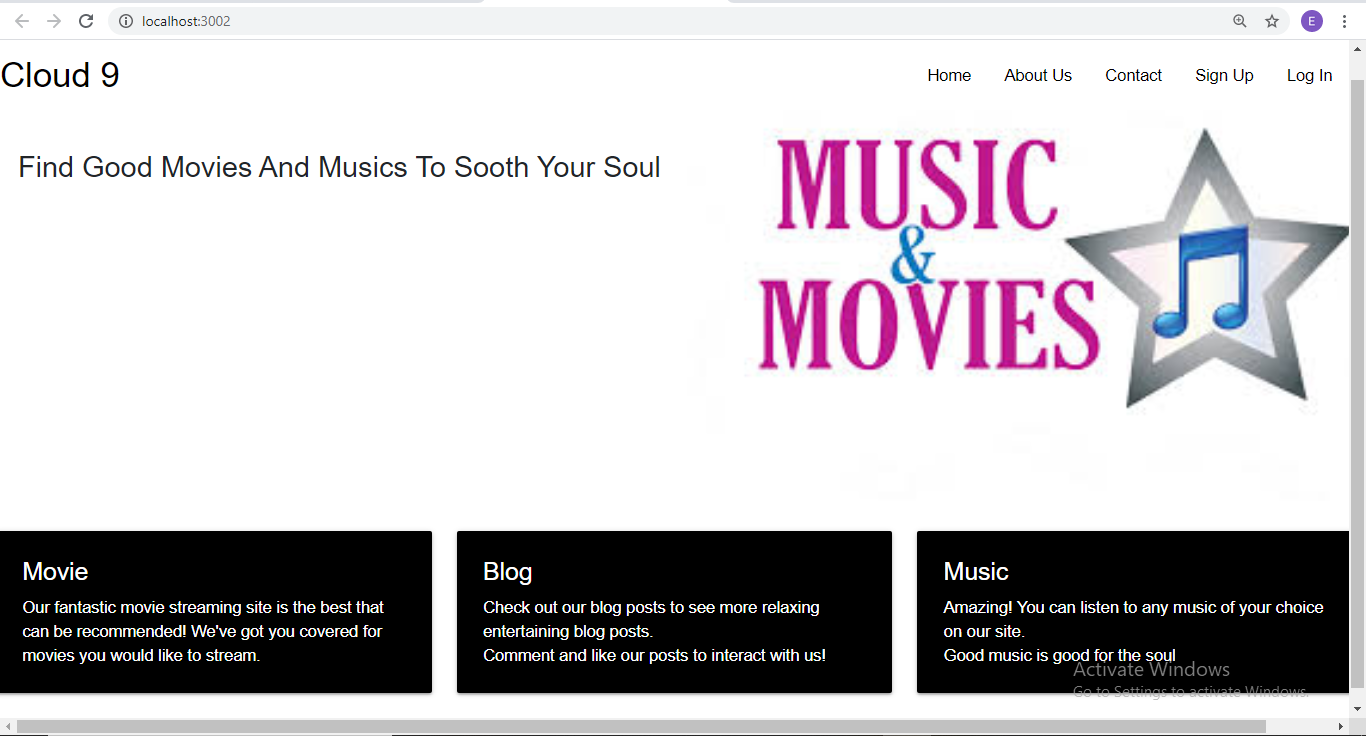 localhost:3002
E
Cloud 9
Home About Us Contact Sign Up Log In
Find Good Movies And Musics To Sooth Your Soul
MUSIC
&
MOVIES
Movie
Our fantastic movie streaming site is the best that
can be recommended! We've got you covered for
movies you would like to stream.
Blog
Check out our blog posts to see more relaxing
entertaining blog posts.
Comment and like our posts to interact with us!
Music
Amazing! You can listen to any music of your choice
on our site.
Good music is good for the soul
Activate Windows
Go to Settings to activate Windows.